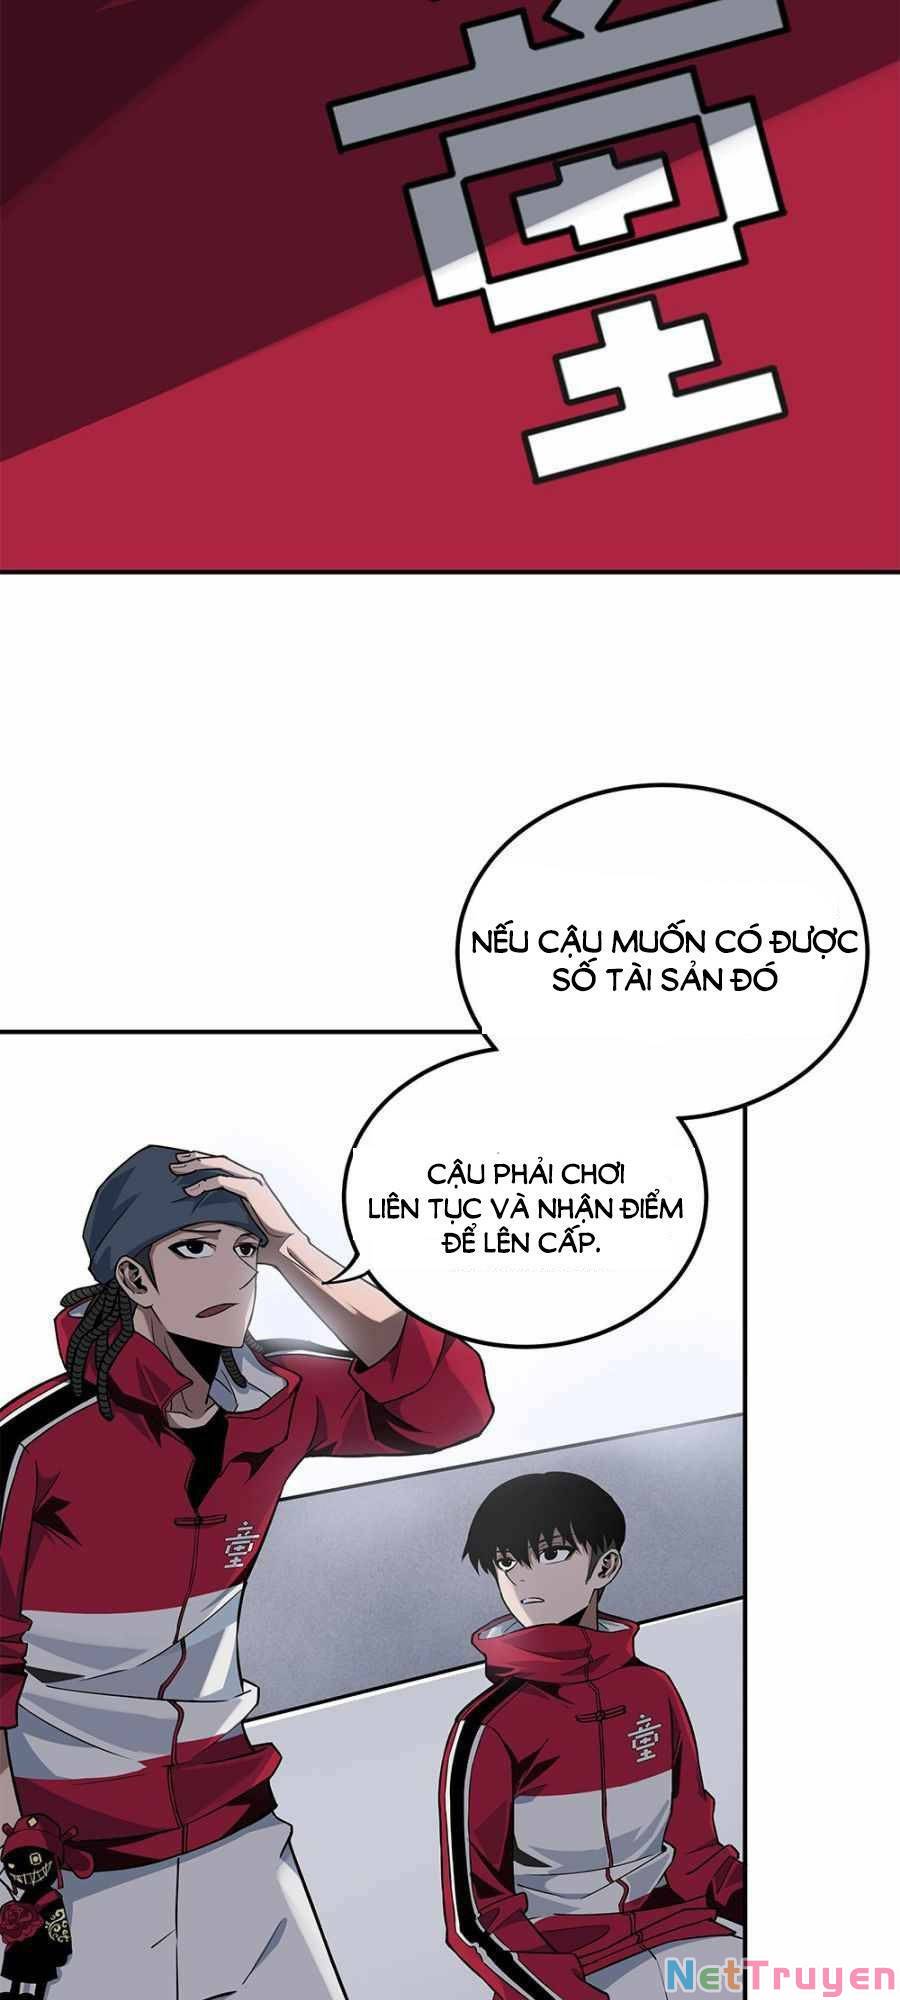 童
NẾU CẬU MUỐN CÓ ĐƯỢC
SỐ TÀI SẢN ĐÓ
CẬU PHẢI CHƠI
LIÊN TỤC VÀ NHẬN ĐIỂM
ĐỂ LÊN CẤP.
童
童
NetTruyen